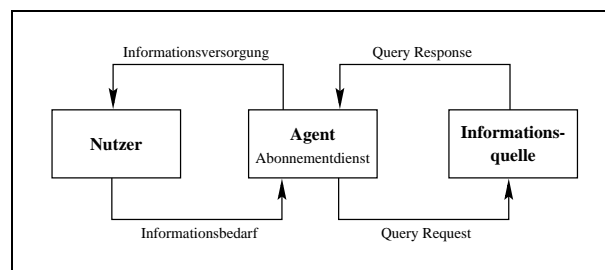 Informationsversorgung
Query Response
Nutzer
Agent
Abonnementdienst
Informations-
quelle
Informationsbedarf
Query Request